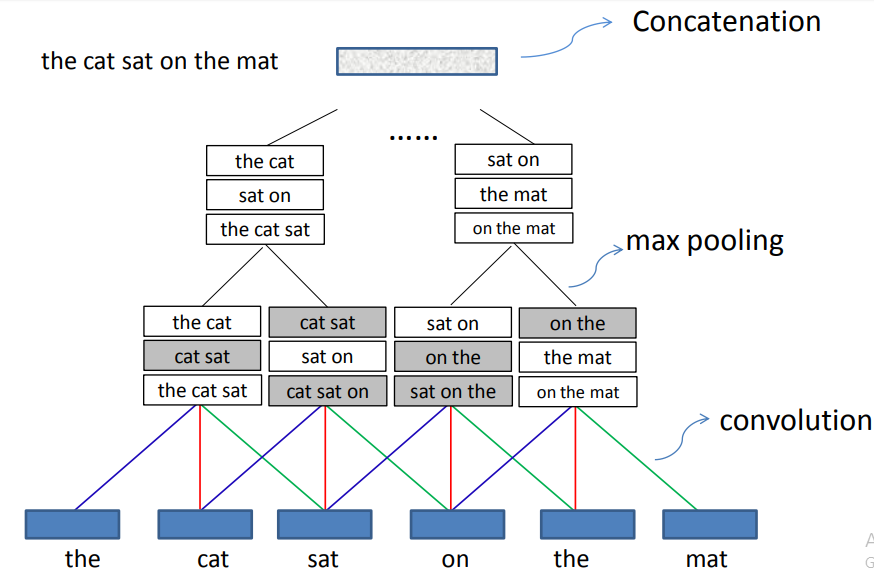 Concatenation
the cat sat on the mat
......
the cat
sat on
the cat sat
sat on
the mat
on the mat
max pooling
the cat
cat sat
the cat sat
cat sat
sat on
cat sat on
sat on
on the
sat on the
on the
the mat
on the mat
convolution
the cat sat on the mat
A
G